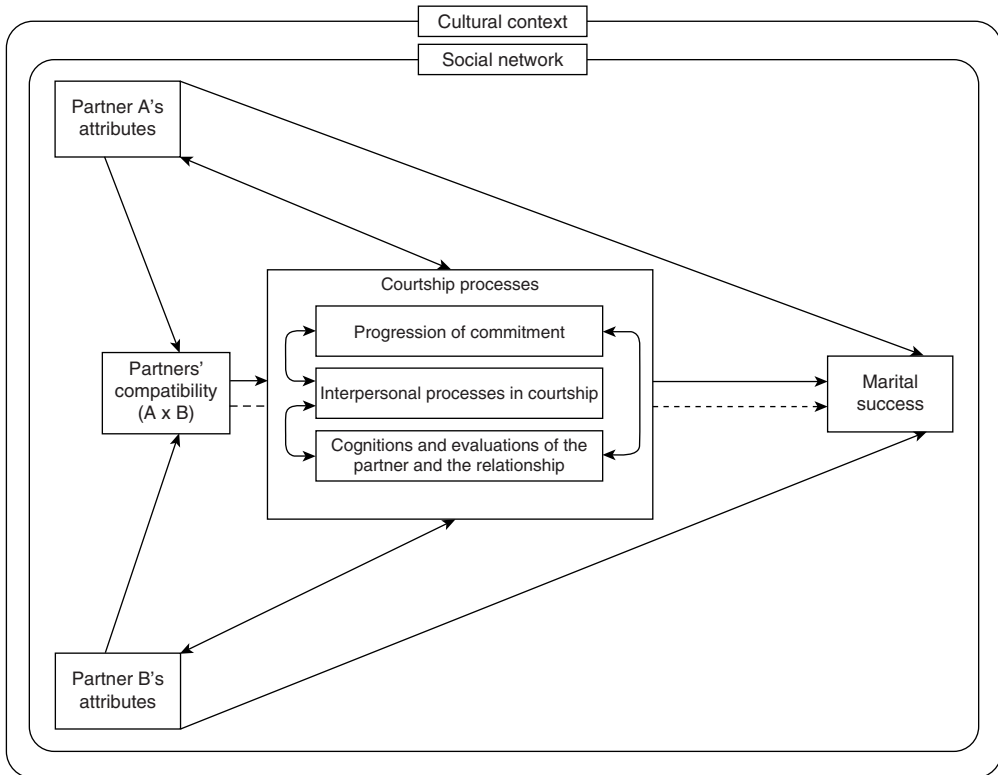 Cultural context
Social network
Partner A's
attributes
Courtship processes
Progression of commitment
Partners'
compatibility
(A x B)
Interpersonal processes in courtship
Marital
success
Cognitions and evaluations of the
partner and the relationship
Partner B's
attributes